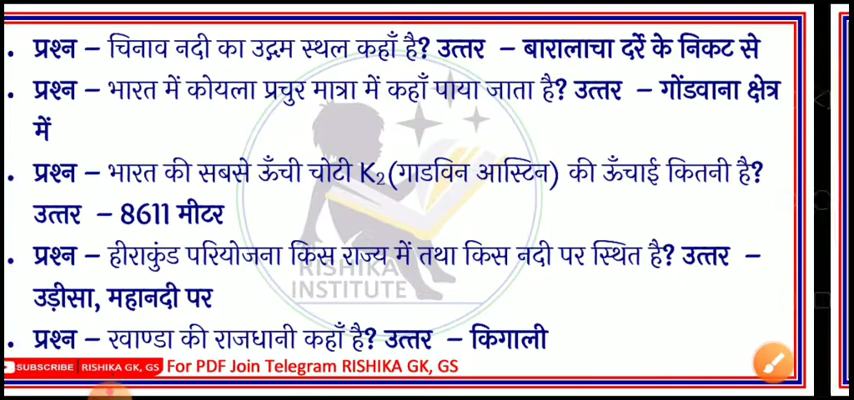 • प्रश्न – चिनाव नदी का उद्गम स्थल कहाँ है? उत्तर – बारालाचा दर्रे के निकट से
• प्रश्न – भारत में कोयला प्रचुर मात्रा में कहाँ पाया जाता है? उत्तर – गोंडवाना क्षेत्र
में
• प्रश्न – भारत की सबसे ऊँची चोटी K₂(गाडविन आस्टिन) की ऊँचाई कितनी है?
उत्तर – 8611 मीटर
• प्रश्न – हीराकुंड परियोजना किस राज्य में तथा किस नदी पर स्थित है? उत्तर –
उड़ीसा, महानदी पर
RISHIKA
INSTITUTE
• प्रश्न – रवाण्डा की राजधानी कहाँ है? उत्तर – किगाली
SUBSCRIBE RISHIKA GK, GS For PDF Join Telegram RISHIKA GK, GS